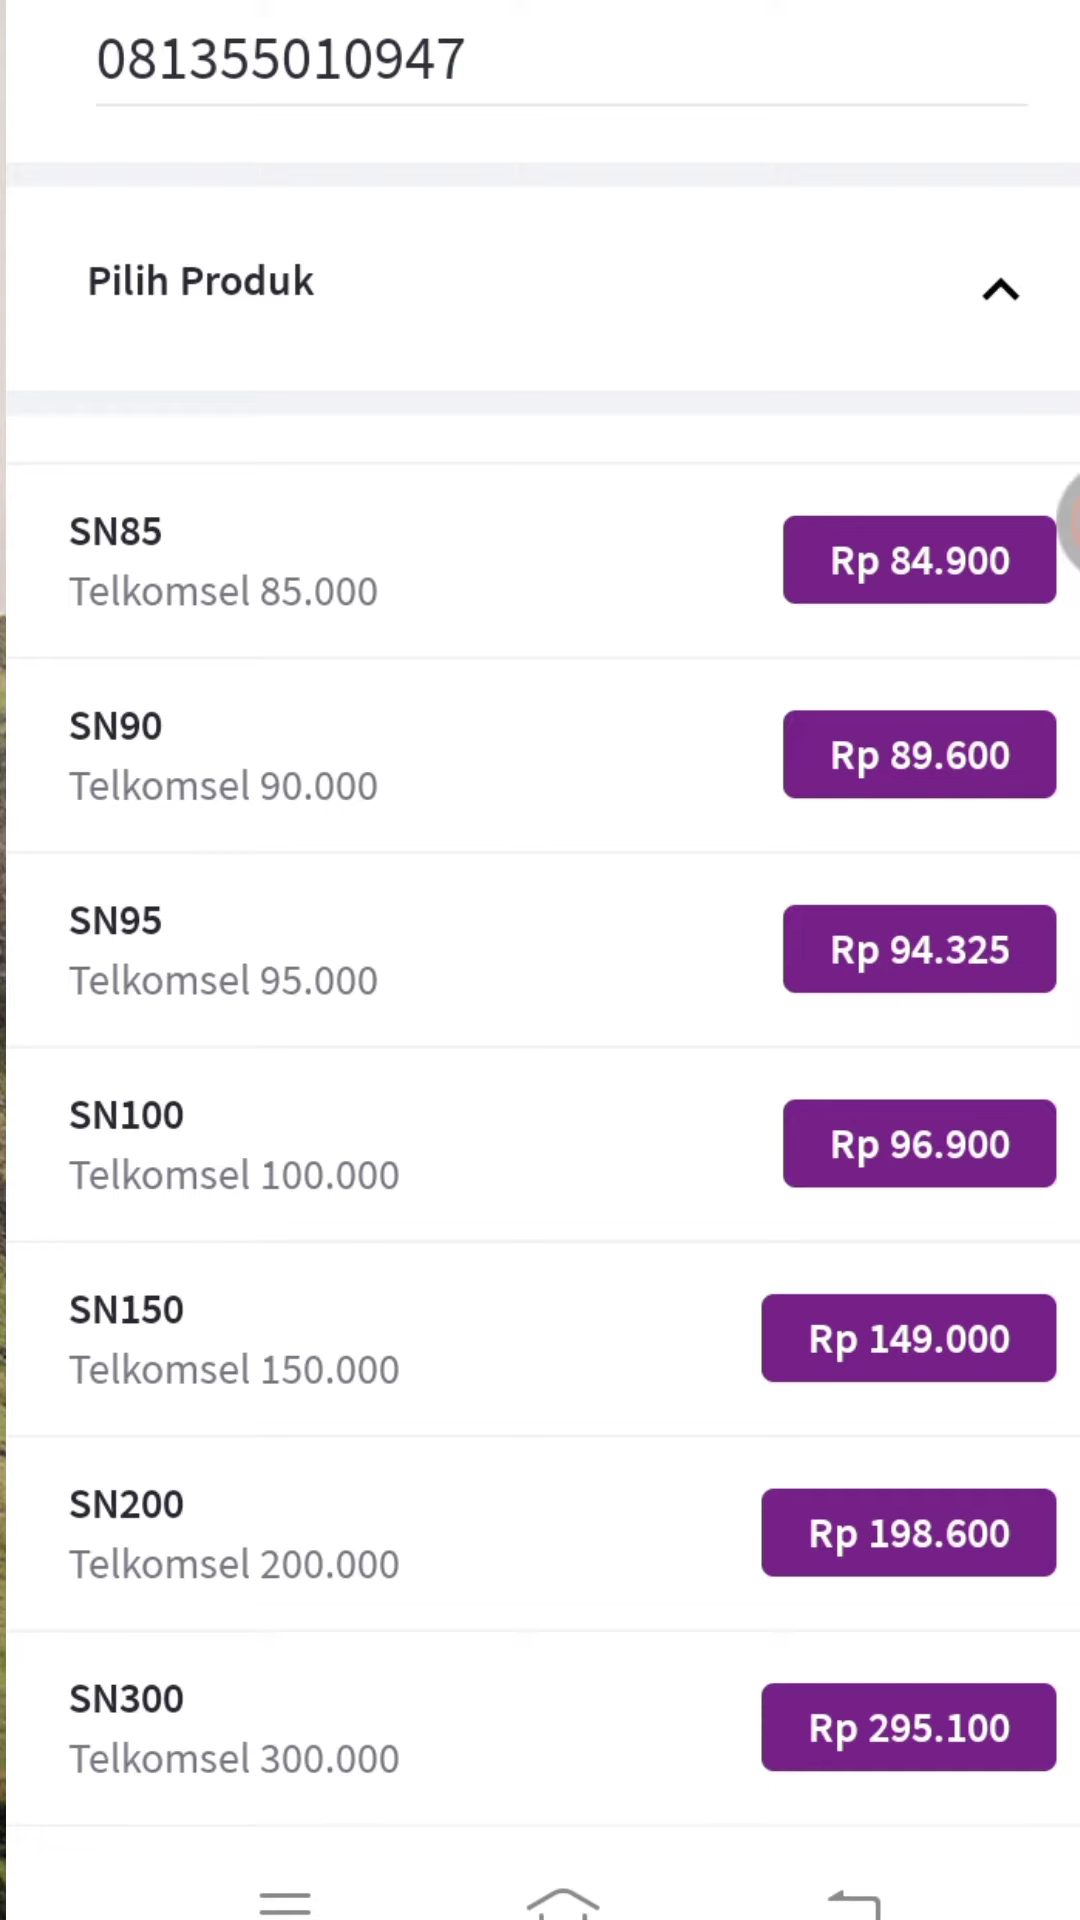 081355010947
Pilih Produk
SN85
Telkomsel 85.000
Rp 84.900
SN90
Telkomsel 90.000
Rp 89.600
SN95
Telkomsel 95.000
Rp 94.325
SN100
Telkomsel 100.000
Rp 96.900
SN150
Telkomsel 150.000
Rp 149.000
SN200
Telkomsel 200.000
Rp 198.600
SN300
Telkomsel 300.000
Rp 295.100